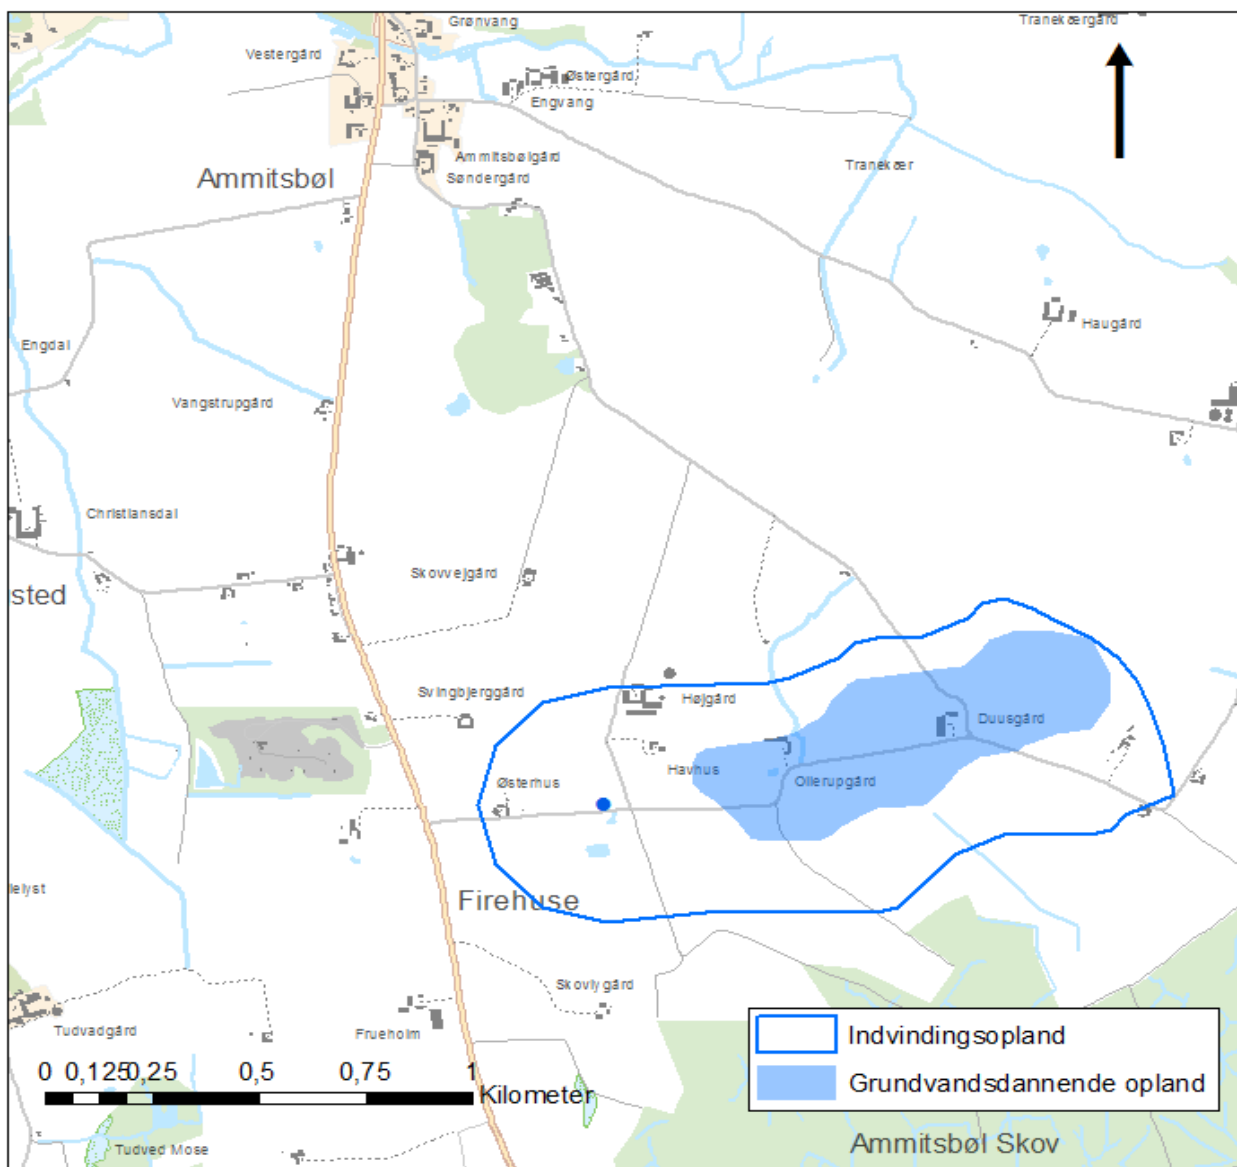 Grønvang
Tranekærgård
Vestergård
Østergård
Engvang
Ammitsbølgård
Tranekær
Ammitsbøl
Søndergård
Haugård
Engdal
Vangstrupgård
Christiansdal
Skovvejgård
sted
Svingbjerggård
Højgård
Duusgård
Havhus
Østerhus
Ollerupgård
lelyst
Firehuse
Skovlygård
Tudvadgård
Frueholm
Indvindingsopland
0 0,125 0,25 0,5 0,75 1
Kilometer
Grundvandsdannende opland
Tudved Mose
Ammitsbøl Skov